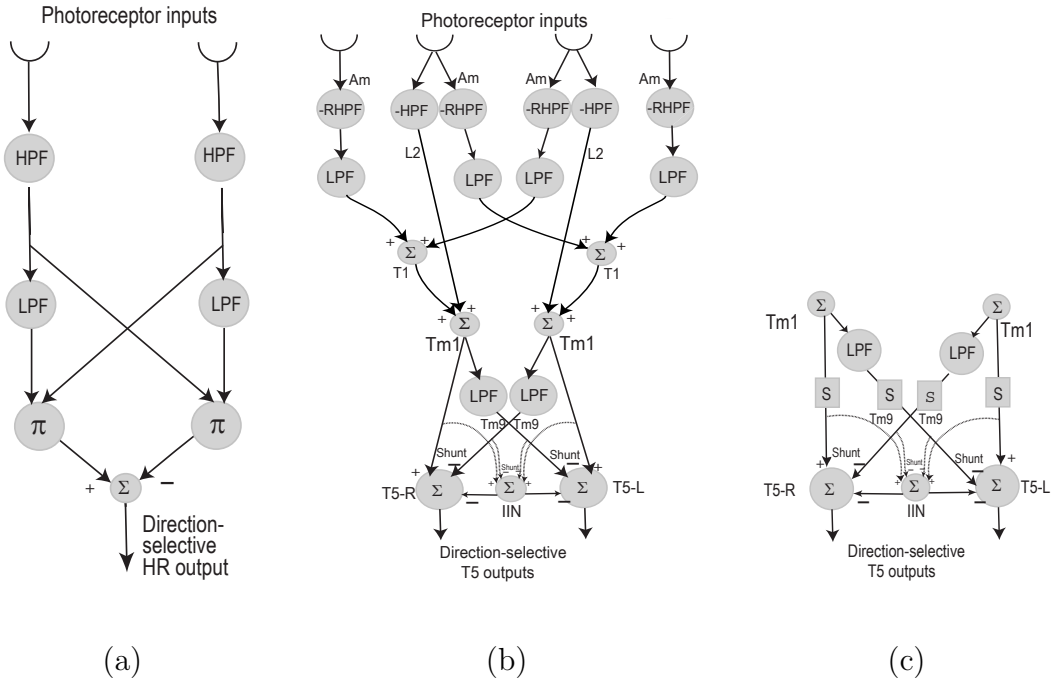 Photoreceptor inputs
HPF
HPF
LPF
LPF
π
π
+
Σ
−
Direction-
selective
HR output
(a)
Photoreceptor inputs
Am
Am
Am
Am
-RHPF
-HPF
-RHPF
-RHPF
-HPF
-RHPF
L2
L2
LPF
LPF
LPF
LPF
+ Σ +
+ Σ +
T1
T1
+ Σ +
+ Σ +
Tm1
Tm1
LPF
LPF
Tm9
Tm9
Shunt
Shunt
Shunt
+
−
−
−
−
+
+
+
T5-R
Σ
Σ
Σ
T5-L
−
−
IIN
Direction-selective
T5 outputs
(b)
Σ
Σ
Tm1
Tm1
LPF
LPF
S
S
S
S
Tm9
Tm9
Shunt
Shunt
Shunt
+
−
−
−
−
+
+
+
T5-R
Σ
Σ
Σ
T5-L
−
−
IIN
Direction-selective
T5 outputs
(c)